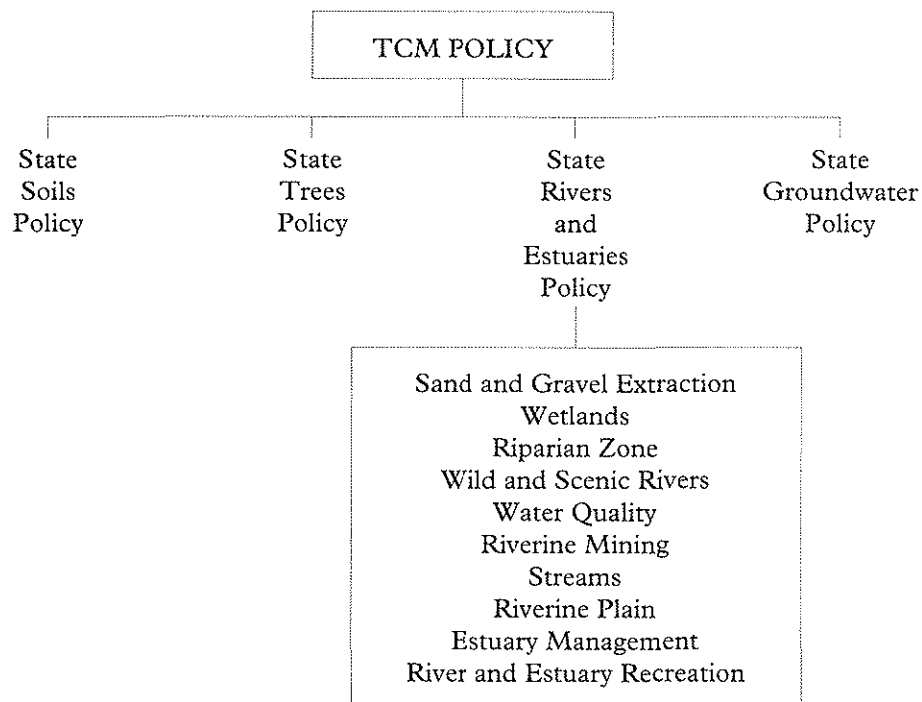 TCM POLICY
State
Soils
Policy
State
Trees
Policy
State
Rivers
and
Estuaries
Policy
State
Groundwater
Policy
Sand and Gravel Extraction
Wetlands
Riparian Zone
Wild and Scenic Rivers
Water Quality
Riverine Mining
Streams
Riverine Plain
Estuary Management
River and Estuary Recreation